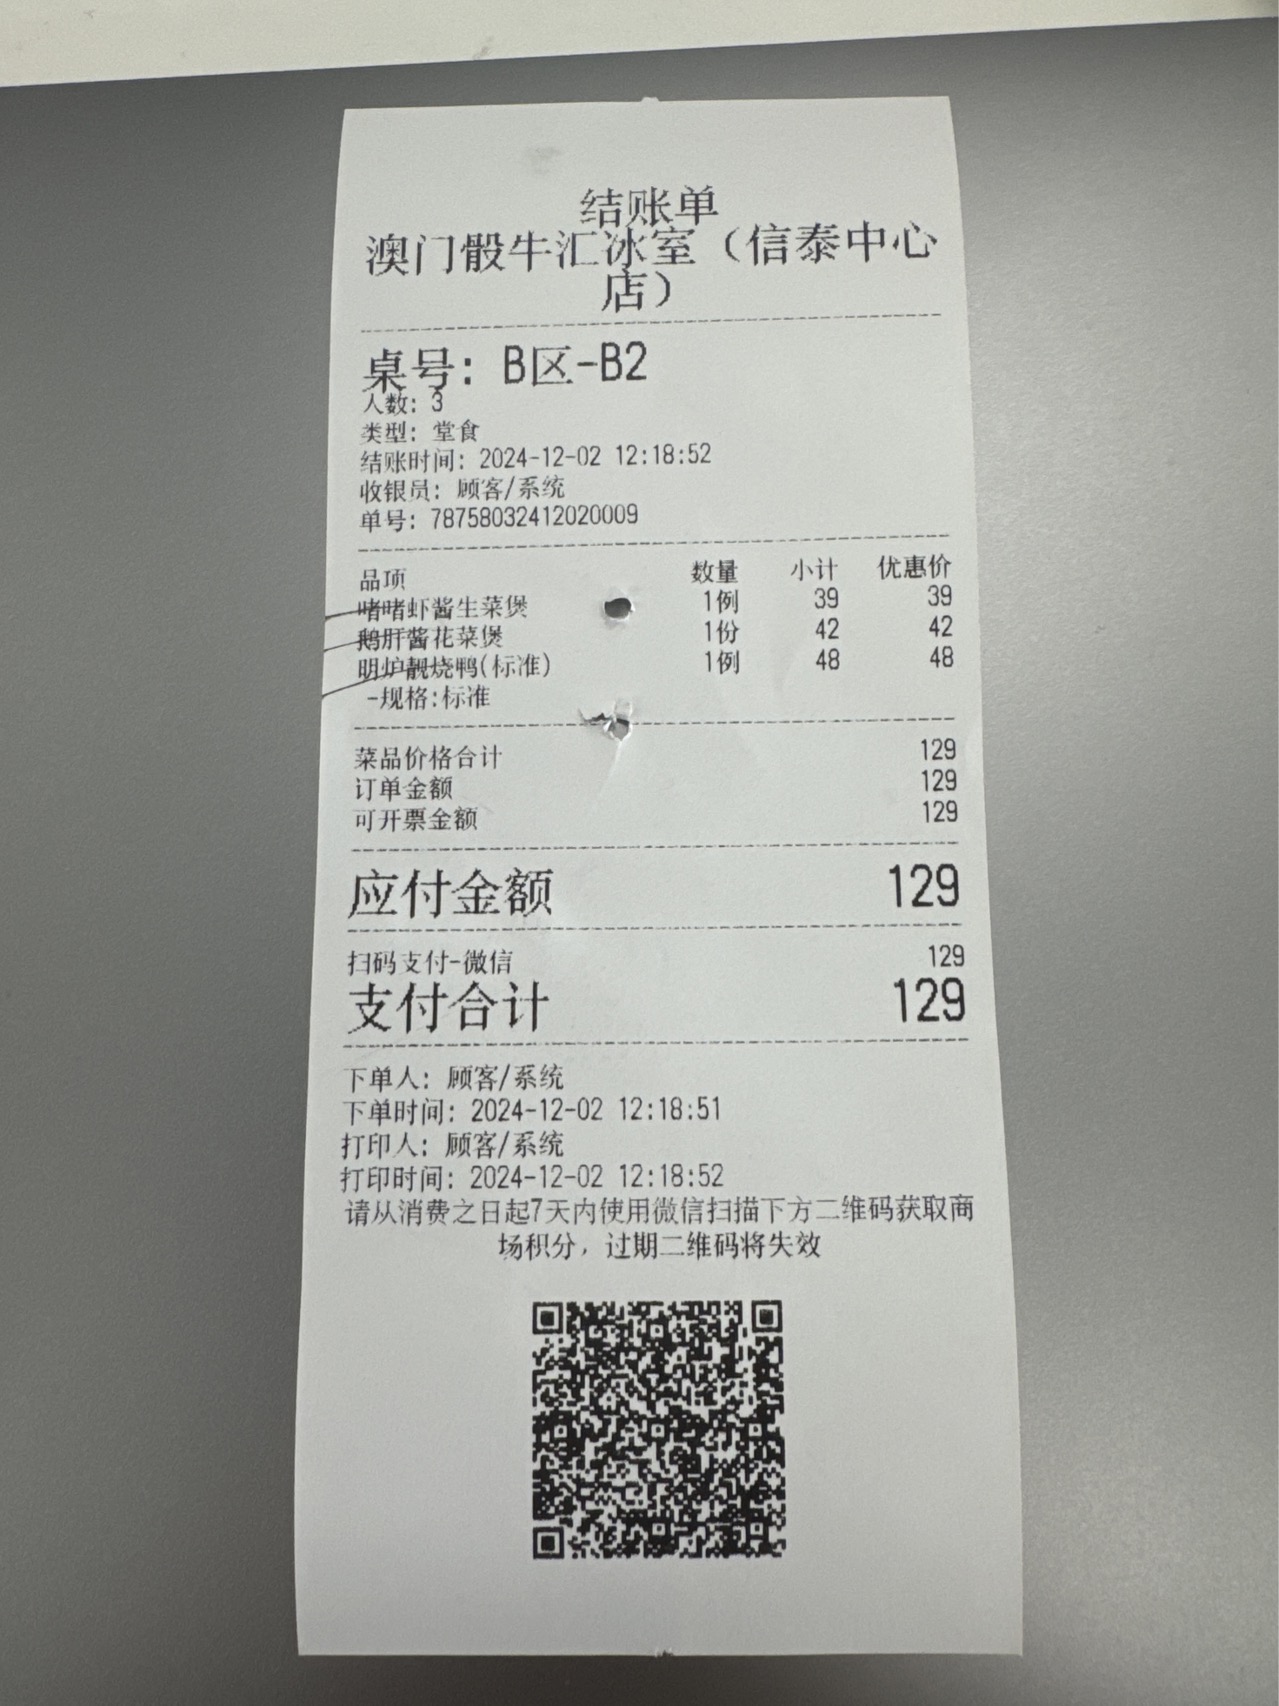 结账单
澳门骰牛汇冰室（信泰中心
店）
桌号：B区-B2
人数：3
类型：堂食
结账时间：2024-12-02 12:18:52
收银员：顾客/系统
单号：78758032412020009
品项 数量 小计 优惠价
啫啫虾酱生菜煲 1例 39 39
鹅肝酱花菜煲 1份 42 42
明炉靓烧鸭(标准) 1例 48 48
-规格:标准
菜品价格合计 129
订单金额 129
可开票金额 129
应付金额 129
扫码支付-微信 129
支付合计 129
下单人：顾客/系统
下单时间：2024-12-02 12:18:51
打印人：顾客/系统
打印时间：2024-12-02 12:18:52
请从消费之日起7天内使用微信扫描下方二维码获取商
场积分，过期二维码将失效